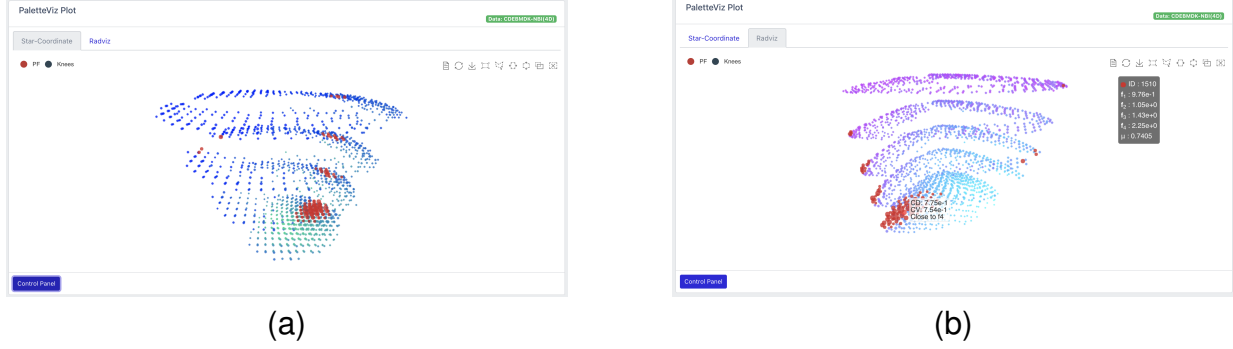 PaletteViz Plot
Data: CDEBMDK-NBI(4D)
Star-Coordinate Radviz
PF Knees
Control Panel
(a)
PaletteViz Plot
Data: CDEBMDK-NBI(4D)
Star-Coordinate Radviz
PF Knees
ID : 1510
f₁ : 9.76e-1
f₂ : 1.05e+0
f₃ : 1.43e+0
f₄ : 2.25e+0
μ : 0.7405
CD: 7.75e-1
CV: 7.54e-1
Close to f4
Control Panel
(b)